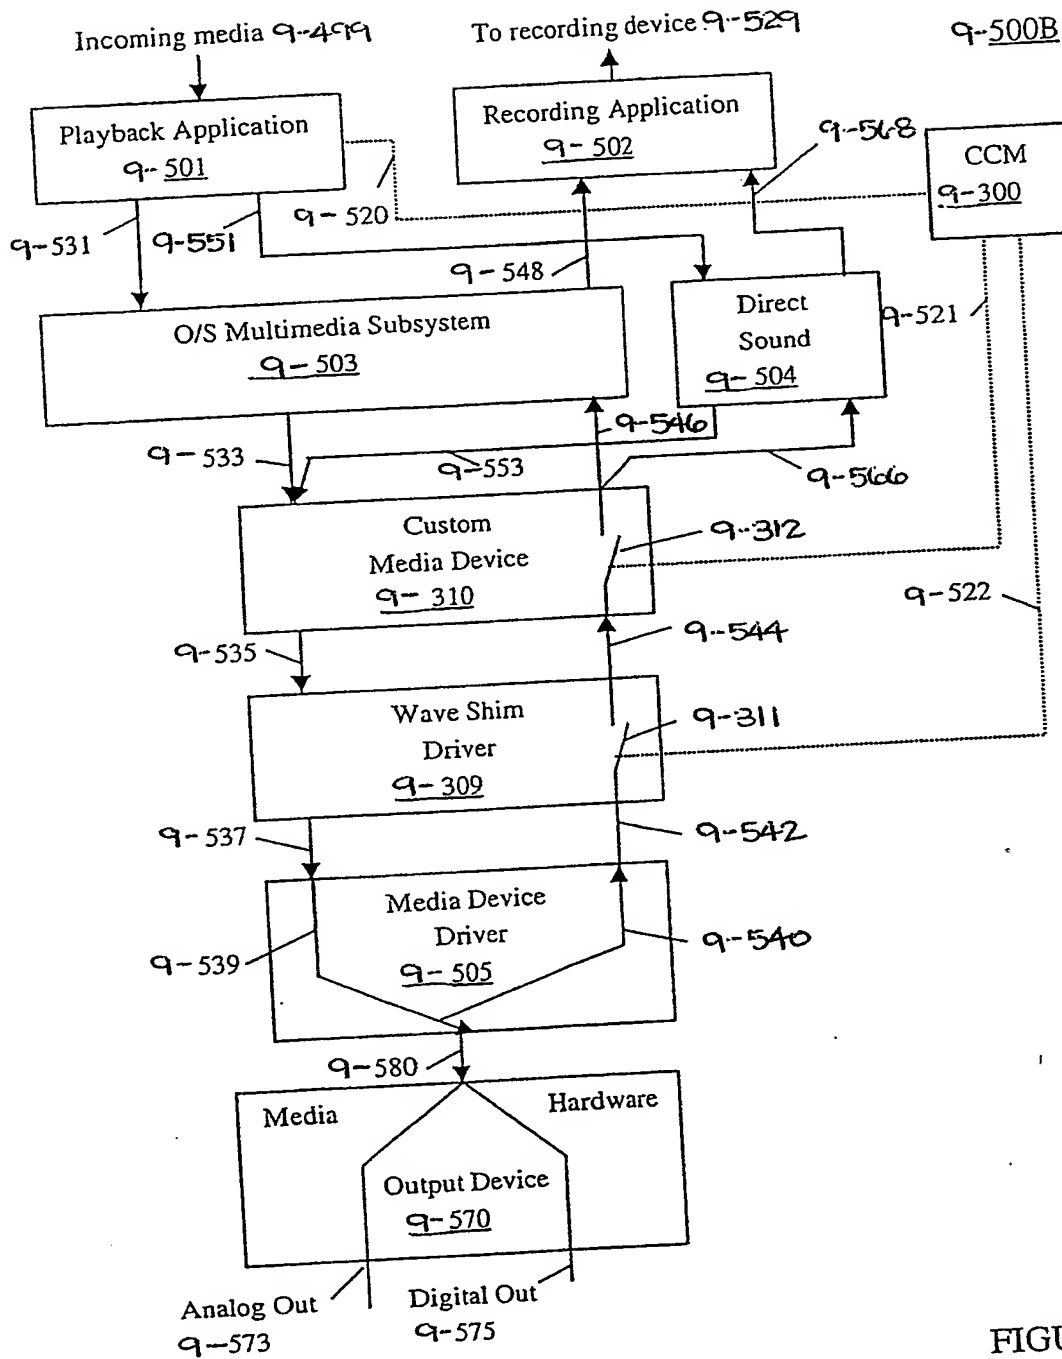 Incoming media 9-499
To recording device 9-529
9-500B
Playback Application
9-501
Recording Application
9-502
9-568
CCM
9-300
9-531
9-551
9-520
9-548
O/S Multimedia Subsystem
9-503
Direct
Sound
9-504
9-521
9-533
9-553
9-546
9-566
Custom
Media Device
9-310
9-312
9-522
9-535
9-544
Wave Shim
Driver
9-309
9-311
9-537
9-542
Media Device
Driver
9-505
9-539
9-540
9-580
Media
Hardware
Output Device
9-570
Analog Out
9-573
Digital Out
9-575
FIGU